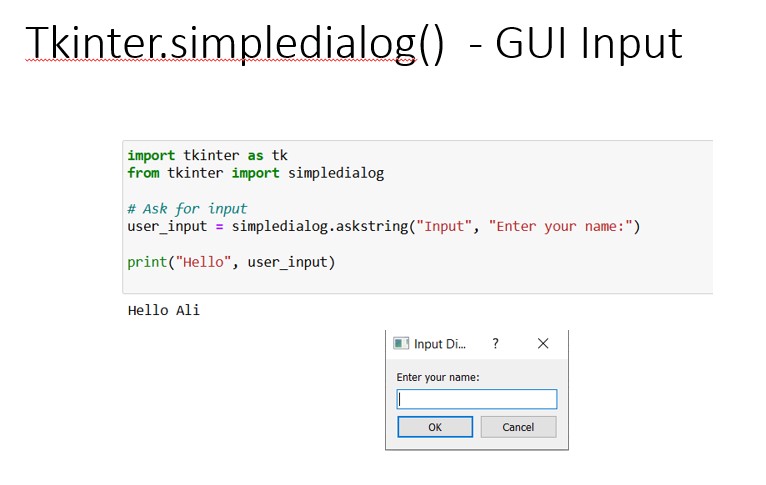 Tkinter.simpledialog() - GUI Input
import tkinter as tk
from tkinter import simpledialog
# Ask for input
user_input = simpledialog.askstring("Input", "Enter your name:")
print("Hello", user_input)
Hello Ali
Input Di... ?
Enter your name:
OK Cancel